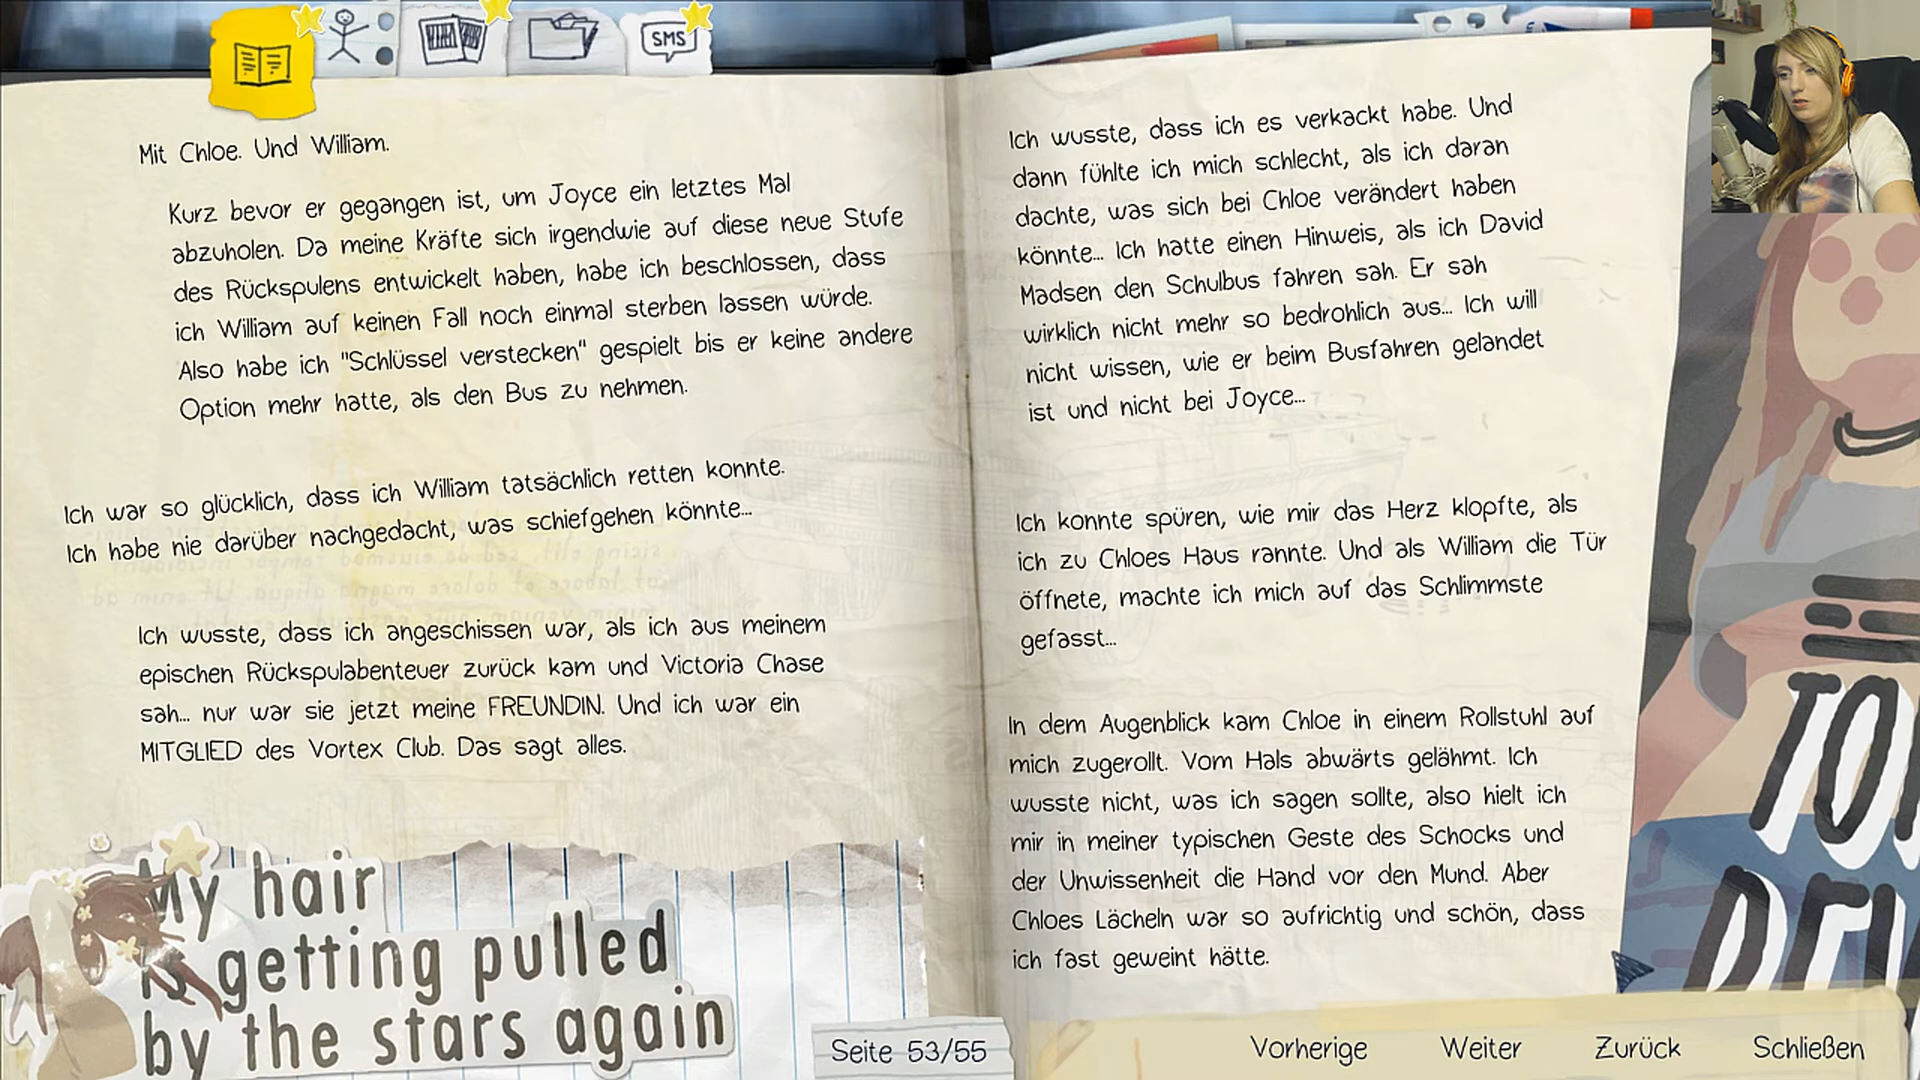 SMS
Mit Chloe. Und William.
Kurz bevor er gegangen ist, um Joyce ein letztes Mal
abzuholen. Da meine Kräfte sich irgendwie auf diese neue Stufe
des Rückspulens entwickelt haben, habe ich beschlossen, dass
ich William auf keinen Fall noch einmal sterben lassen würde.
Also habe ich "Schlüssel verstecken" gespielt bis er keine andere
Option mehr hatte, als den Bus zu nehmen.
Ich war so glücklich, dass ich William tatsächlich retten konnte.
Ich habe nie darüber nachgedacht, was schiefgehen könnte...
Ich wusste, dass ich angeschissen war, als ich aus meinem
epischen Rückspulabenteuer zurück kam und Victoria Chase
sah... nur war sie jetzt meine FREUNDIN. Und ich war ein
MITGLIED des Vortex Club. Das sagt alles.
My hair
is getting pulled
by the stars again
Seite 53/55
Ich wusste, dass ich es verkackt habe. Und
dann fühlte ich mich schlecht, als ich daran
dachte, was sich bei Chloe verändert haben
könnte... Ich hatte einen Hinweis, als ich David
Madsen den Schulbus fahren sah. Er sah
wirklich nicht mehr so bedrohlich aus... Ich will
nicht wissen, wie er beim Busfahren gelandet
ist und nicht bei Joyce...
Ich konnte spüren, wie mir das Herz klopfte, als
ich zu Chloes Haus rannte. Und als William die Tür
öffnete, machte ich mich auf das Schlimmste
gefasst...
In dem Augenblick kam Chloe in einem Rollstuhl auf
mich zugerollt. Vom Hals abwärts gelähmt. Ich
wusste nicht, was ich sagen sollte, also hielt ich
mir in meiner typischen Geste des Schocks und
der Unwissenheit die Hand vor den Mund. Aber
Chloes Lächeln war so aufrichtig und schön, dass
ich fast geweint hätte.
Vorherige Weiter Zurück Schließen